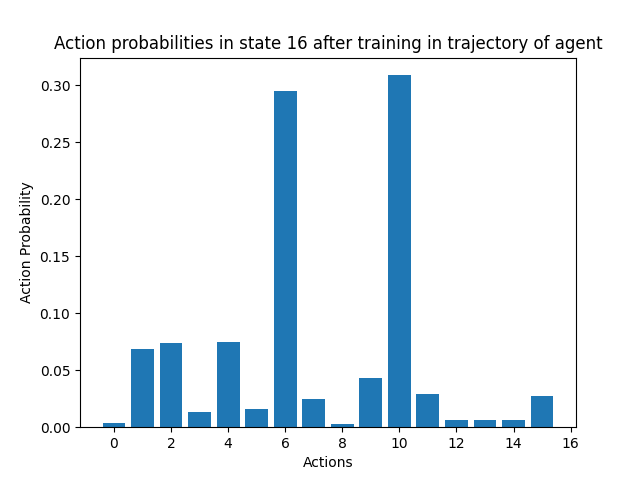 Action probabilities in state 16 after training in trajectory of agent
0.30
0.25
0.20
0.15
0.10
0.05
0.00
Action Probability
0 2 4 6 8 10 12 14 16
Actions